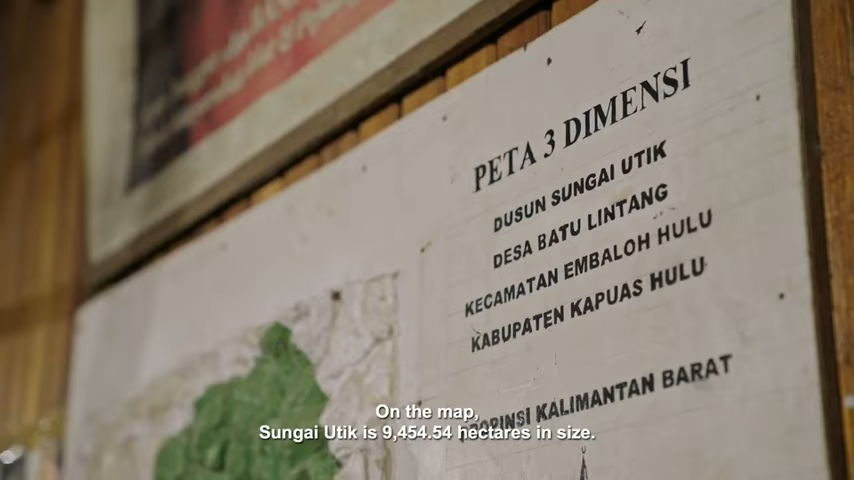 PETA 3 DIMENSI
DUSUN SUNGAI UTIK
DESA BATU LINTANG
KECAMATAN EMBALOH HULU
KABUPATEN KAPUAS HULU
PROPINSI KALIMANTAN BARAT
On the map,
Sungai Utik is 9,454.54 hectares in size.